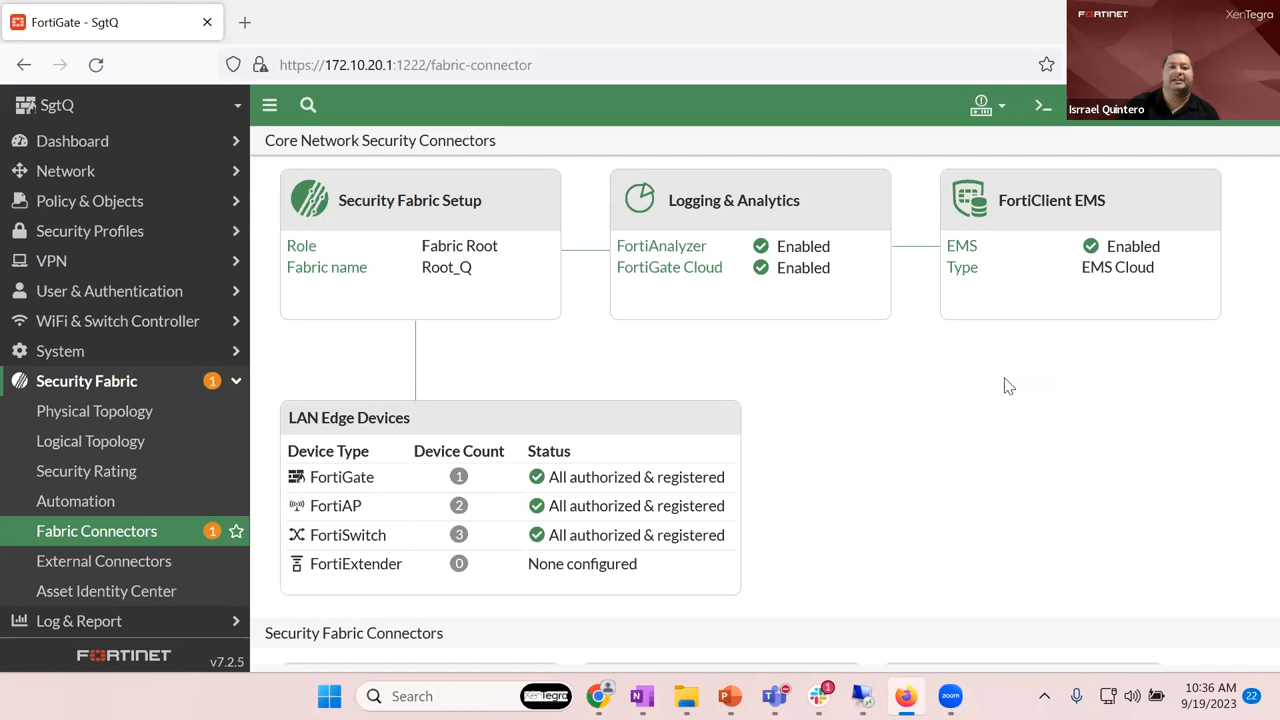 FortiGate - SgtQ
https://172.10.20.1:1222/fabric-connector
FORTINET
XenTegra
Isrrael Quintero
SgtQ
Dashboard
Network
Policy & Objects
Security Profiles
VPN
User & Authentication
WiFi & Switch Controller
System
Security Fabric 1
Physical Topology
Logical Topology
Security Rating
Automation
Fabric Connectors 1
External Connectors
Asset Identity Center
Log & Report
FORTINET
v7.2.5
Core Network Security Connectors
Security Fabric Setup
Role Fabric Root
Fabric name Root_Q
Logging & Analytics
FortiAnalyzer Enabled
FortiGate Cloud Enabled
FortiClient EMS
EMS Enabled
Type EMS Cloud
LAN Edge Devices
Device Type Device Count Status
FortiGate 1 All authorized & registered
FortiAP 2 All authorized & registered
FortiSwitch 3 All authorized & registered
FortiExtender 0 None configured
Security Fabric Connectors
Search
XenTegra
1
zoom
10:36 AM
9/19/2023
22